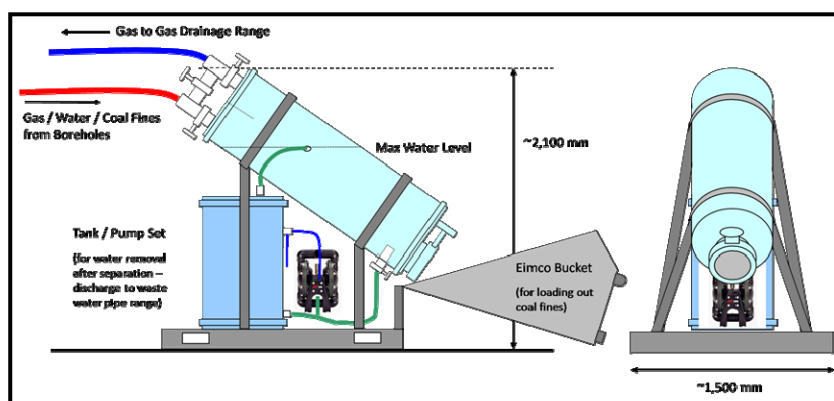 Gas to Gas Drainage Range
Gas / Water / Coal Fines
from Boreholes
Max Water Level
~2,100 mm
Tank / Pump Set
(for water removal
after separation –
discharge to waste
water pipe range)
Eimco Bucket
(for loading out
coal fines)
~1,500 mm